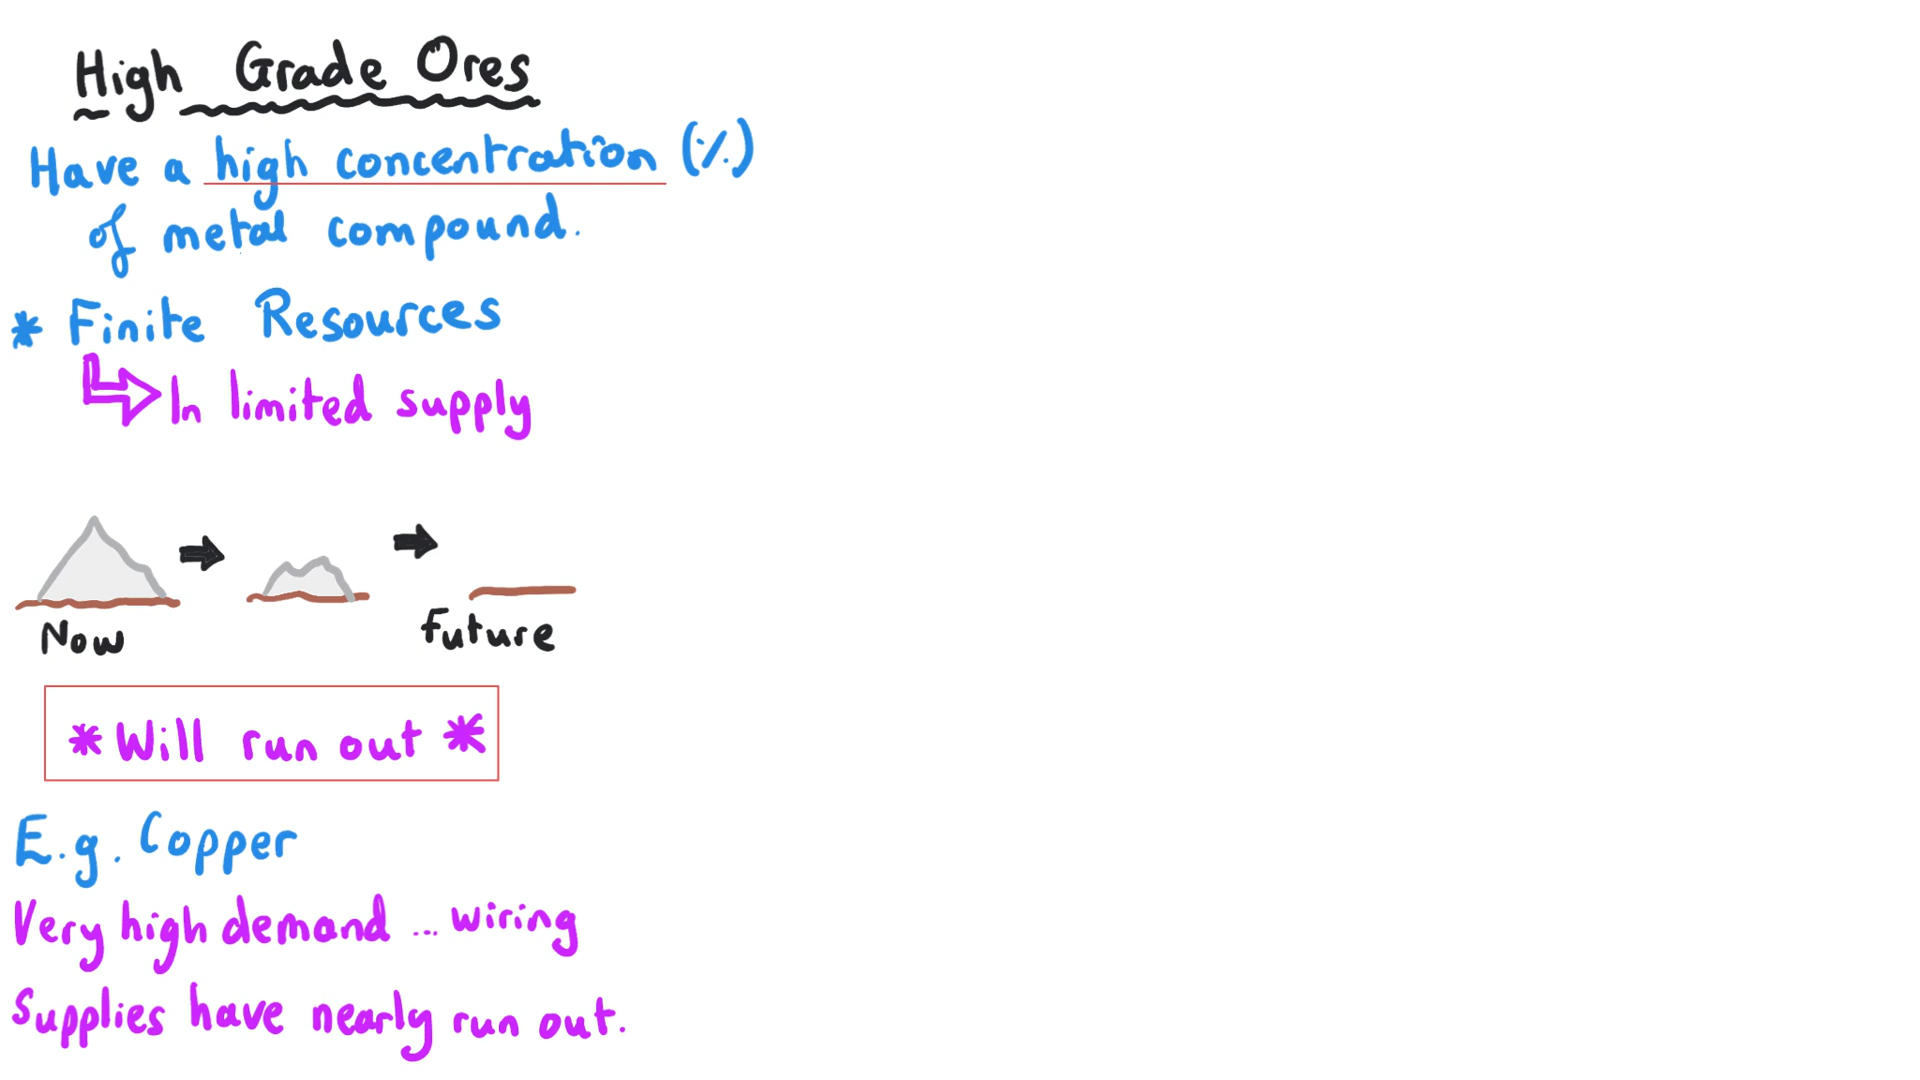 High Grade Ores
Have a high concentration (%)
of metal compound.
* Finite Resources
In limited supply
Now
future
* Will run out *
E.g. Copper
Very high demand ... wiring
Supplies have nearly run out.